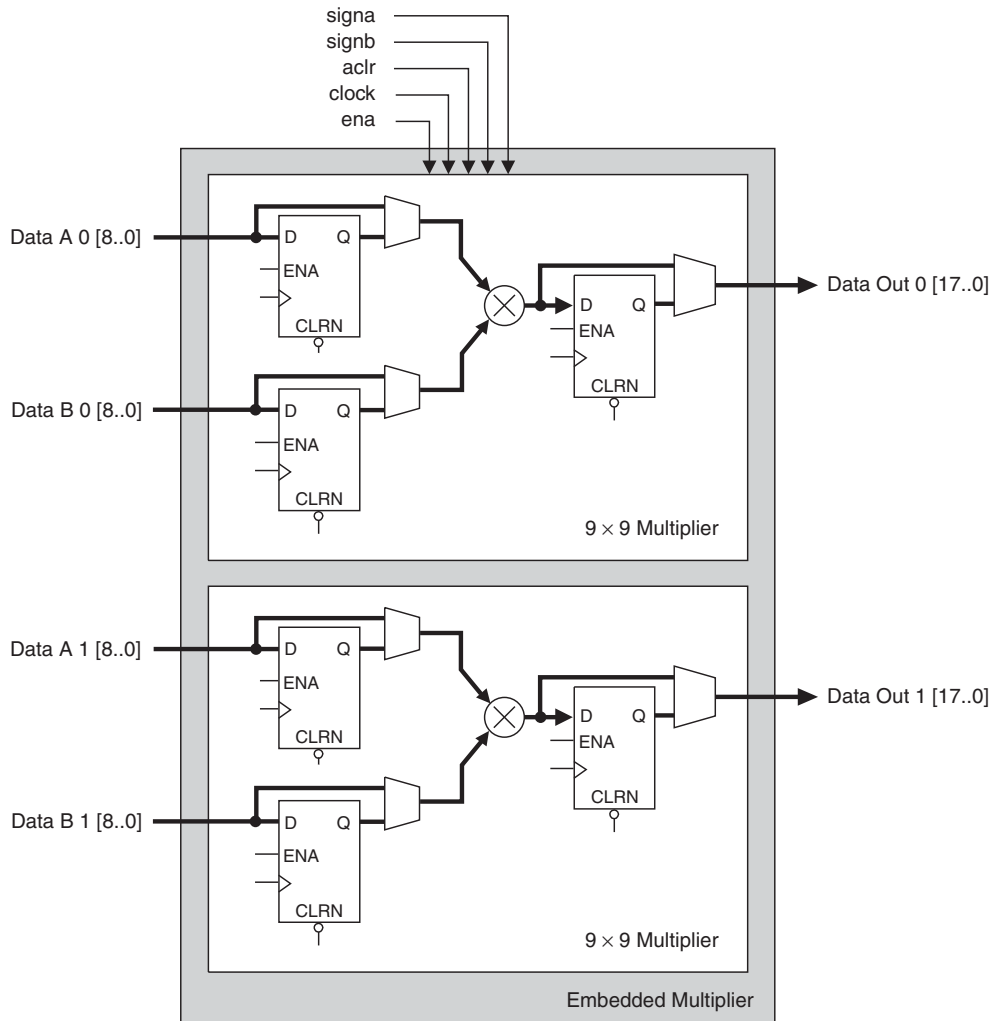 signa
signb
aclr
clock
ena
Data A 0 [8..0]
D Q
ENA
CLRN
Data B 0 [8..0]
D Q
ENA
CLRN
D Q
ENA
CLRN
Data Out 0 [17..0]
9 × 9 Multiplier
Data A 1 [8..0]
D Q
ENA
CLRN
Data B 1 [8..0]
D Q
ENA
CLRN
D Q
ENA
CLRN
Data Out 1 [17..0]
9 × 9 Multiplier
Embedded Multiplier